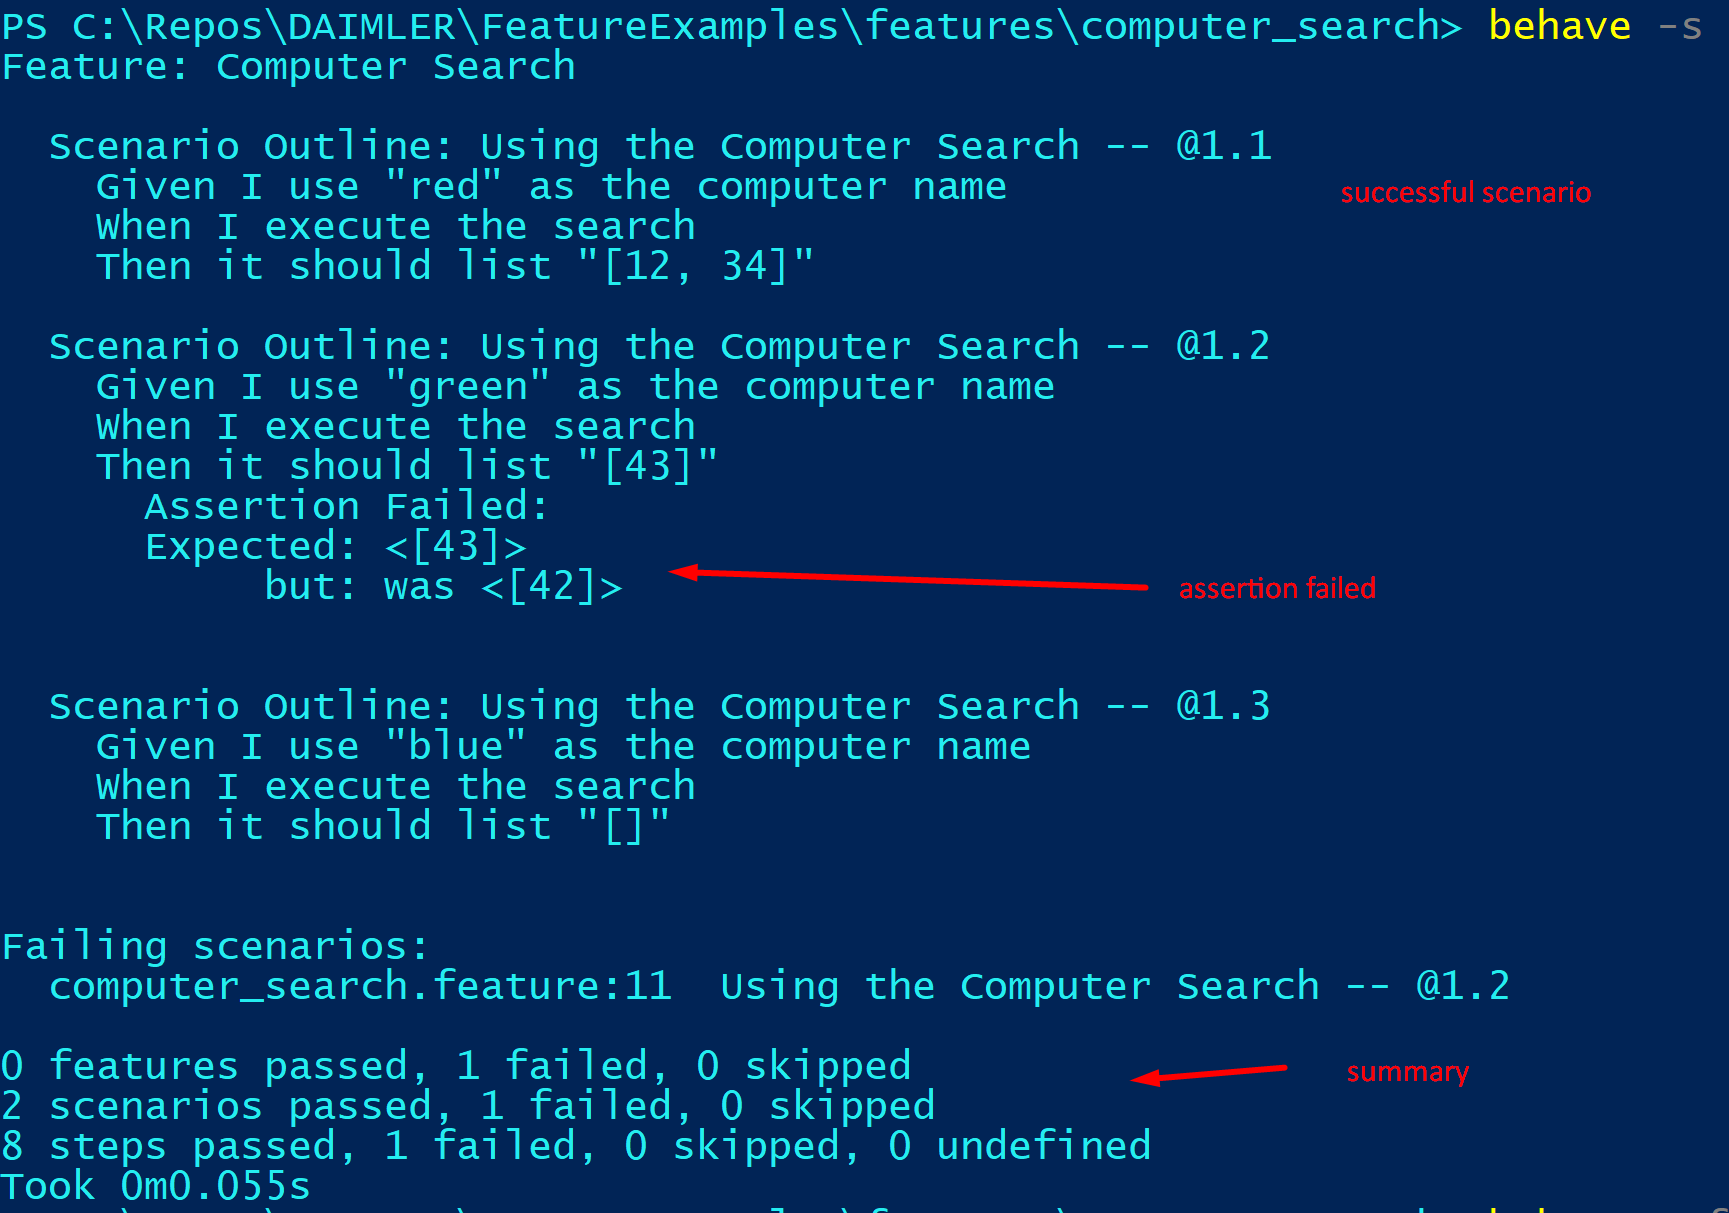 PS C:\Repos\DAIMLER\FeatureExamples\features\computer_search> behave -s
Feature: Computer Search
Scenario Outline: Using the Computer Search -- @1.1
Given I use "red" as the computer name
successful scenario
When I execute the search
Then it should list "[12, 34]"
Scenario Outline: Using the Computer Search -- @1.2
Given I use "green" as the computer name
When I execute the search
Then it should list "[43]"
Assertion Failed:
Expected: <[43]>
but: was <[42]>
assertion failed
Scenario Outline: Using the Computer Search -- @1.3
Given I use "blue" as the computer name
When I execute the search
Then it should list "[]"
Failing scenarios:
computer_search.feature:11  Using the Computer Search -- @1.2
0 features passed, 1 failed, 0 skipped
summary
2 scenarios passed, 1 failed, 0 skipped
8 steps passed, 1 failed, 0 skipped, 0 undefined
Took 0m0.055s